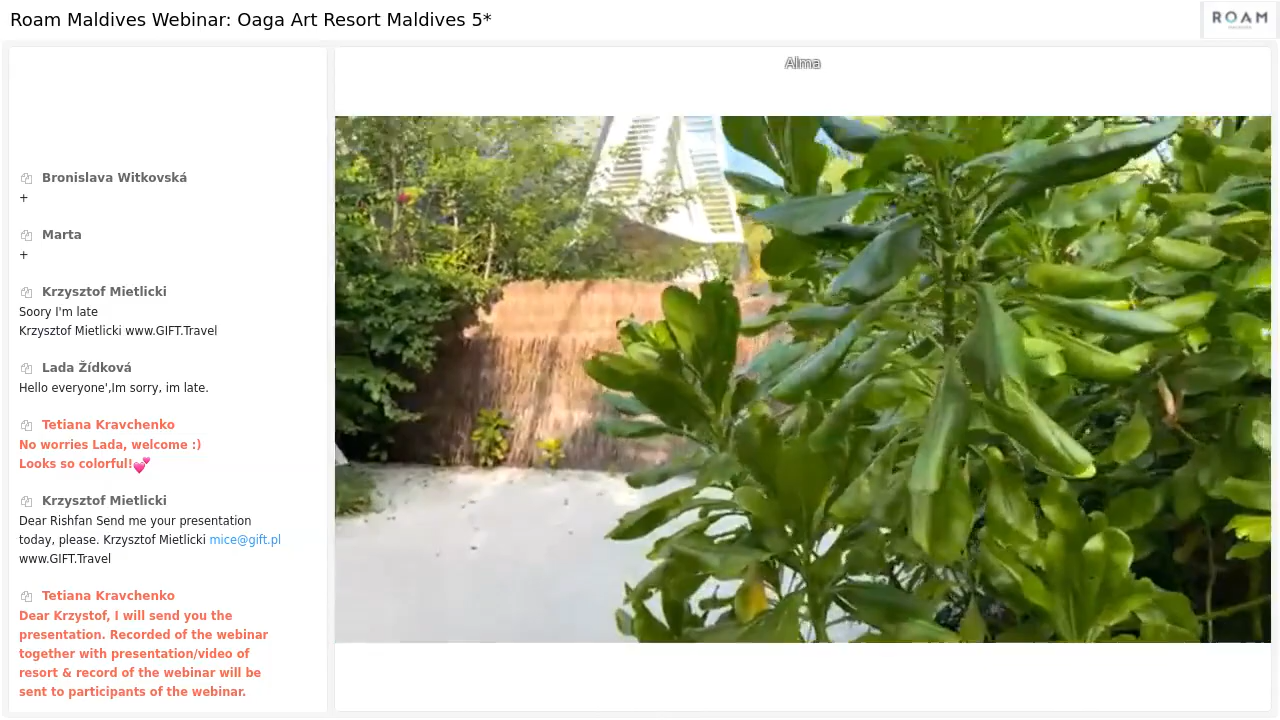 Roam Maldives Webinar: Oaga Art Resort Maldives 5*
ROAM
Alma
Bronislava Witkovská
+
Marta
+
Krzysztof Mietlicki
Soory I'm late
Krzysztof Mietlicki www.GIFT.Travel
Lada Žídková
Hello everyone',Im sorry, im late.
Tetiana Kravchenko
No worries Lada, welcome :)
Looks so colorful!💕
Krzysztof Mietlicki
Dear Rishfan Send me your presentation
today, please. Krzysztof Mietlicki mice@gift.pl
www.GIFT.Travel
Tetiana Kravchenko
Dear Krzystof, I will send you the
presentation. Recorded of the webinar
together with presentation/video of
resort & record of the webinar will be
sent to participants of the webinar.